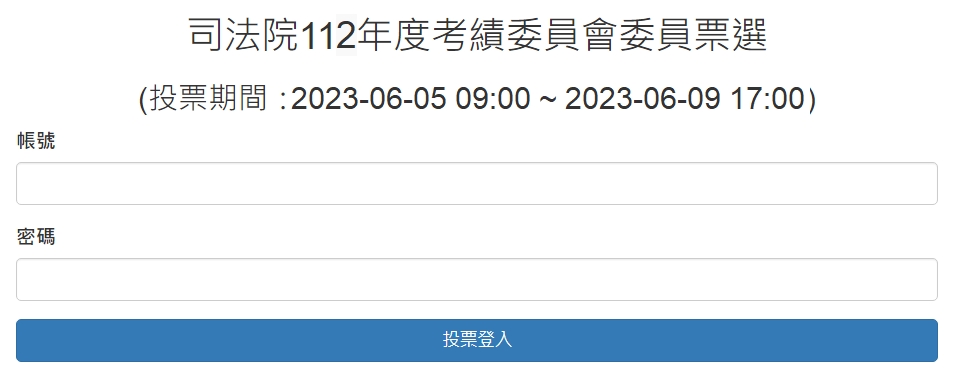 司法院112年度考績委員會委員票選
(投票期間：2023-06-05 09:00 ~ 2023-06-09 17:00)
帳號
密碼
投票登入